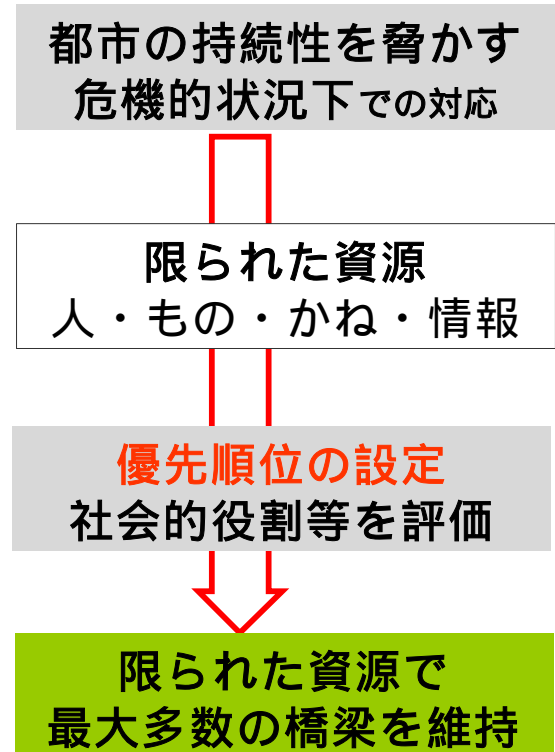 都市の持続性を脅かす
危機的状況下での対応
限られた資源
人・もの・かね・情報
優先順位の設定
社会的役割等を評価
限られた資源で
最大多数の橋梁を維持